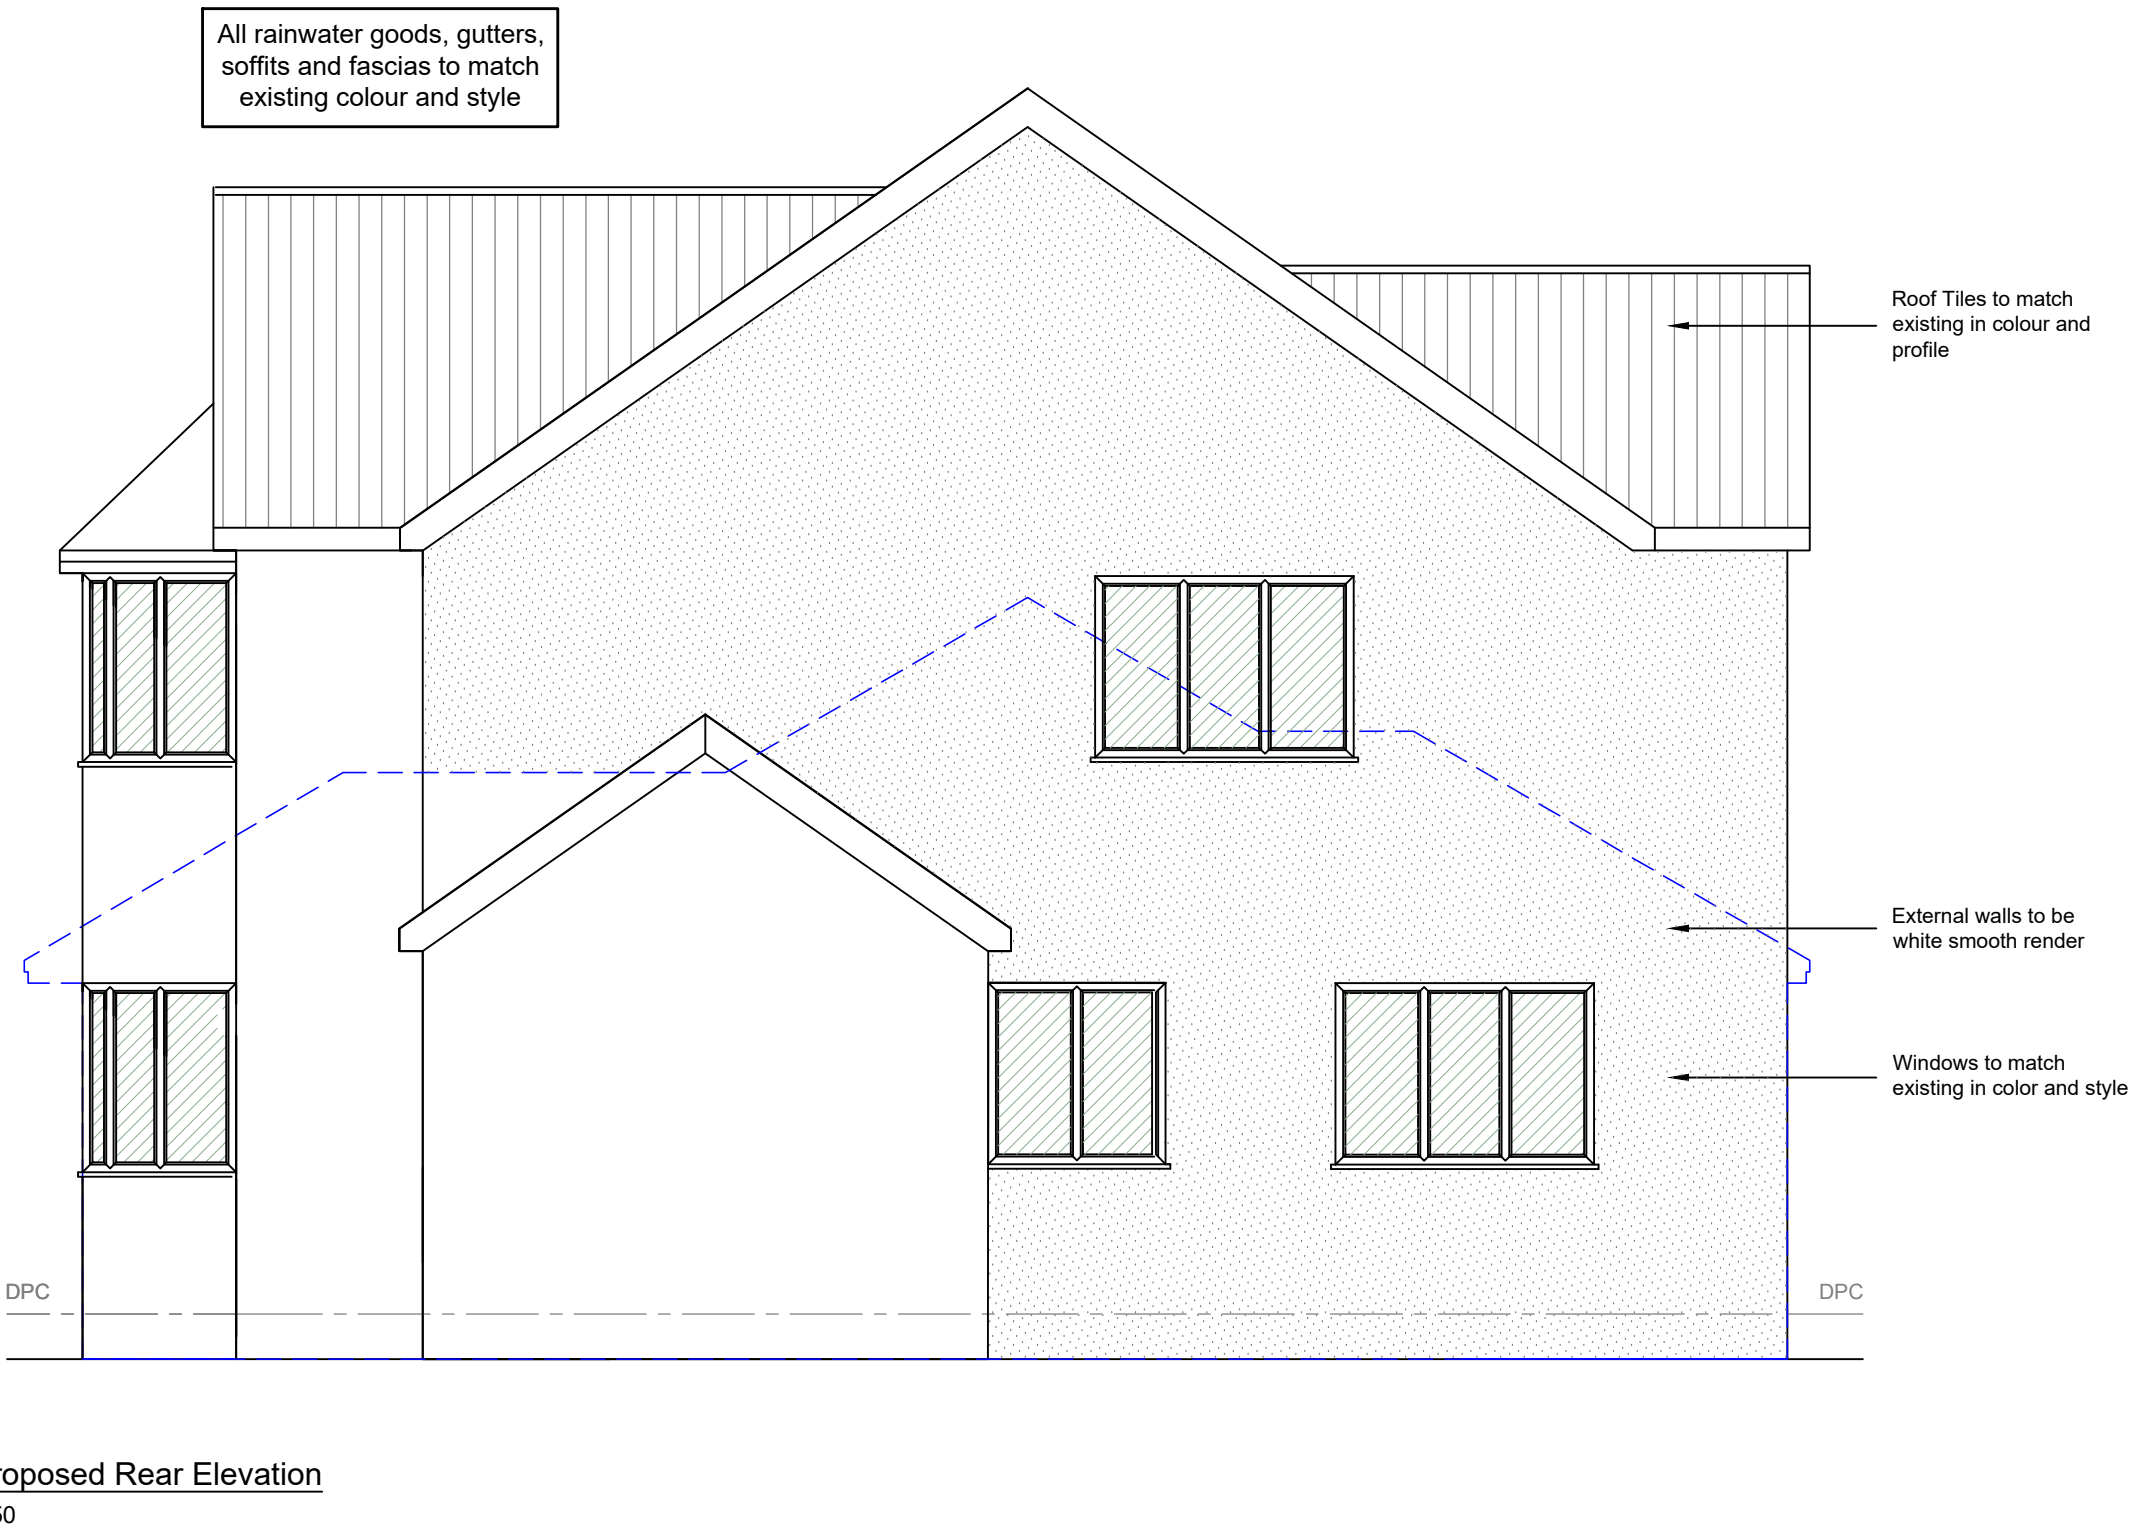 All rainwater goods, gutters,
soffits and fascias to match
existing colour and style
Roof Tiles to match
existing in colour and
profile
External walls to be
white smooth render
Windows to match
existing in color and style
DPC
DPC
roposed Rear Elevation
50